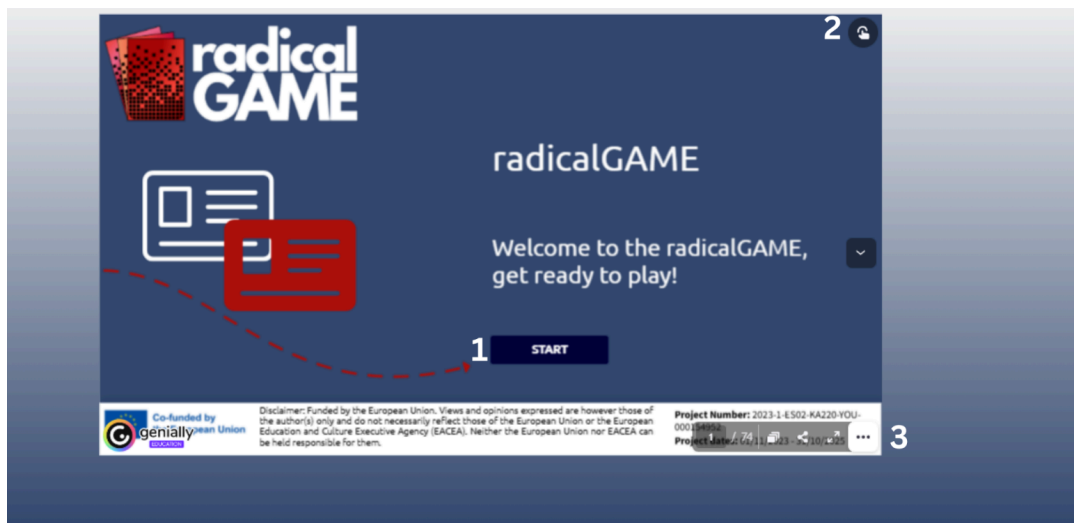 radical
GAME
2
radicalGAME
Welcome to the radicalGAME,
get ready to play!
1
START
Co-funded by
European Union
genially
EDUCATION
Disclaimer: Funded by the European Union. Views and opinions expressed are however those of
the author(s) only and do not necessarily reflect those of the European Union or the European
Education and Culture Executive Agency (EACEA). Neither the European Union nor EACEA can
be held responsible for them.
Project Number: 2023-1-ES02-KA220-YOU-
000154952
Project dates:
1 / 74
3